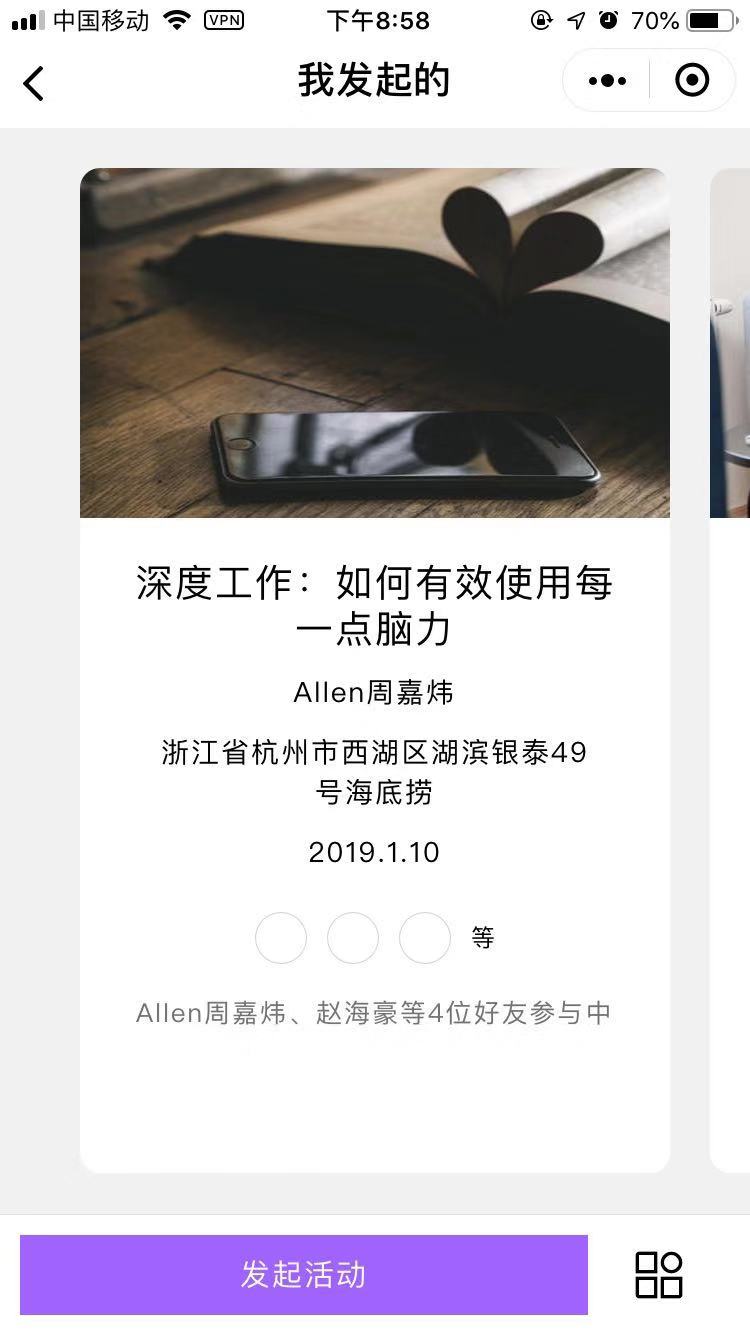 中国移动 VPN 下午8:58 70%
我发起的
深度工作：如何有效使用每
一点脑力
Allen周嘉炜
浙江省杭州市西湖区湖滨银泰49
号海底捞
2019.1.10
等
Allen周嘉炜、赵海豪等4位好友参与中
发起活动